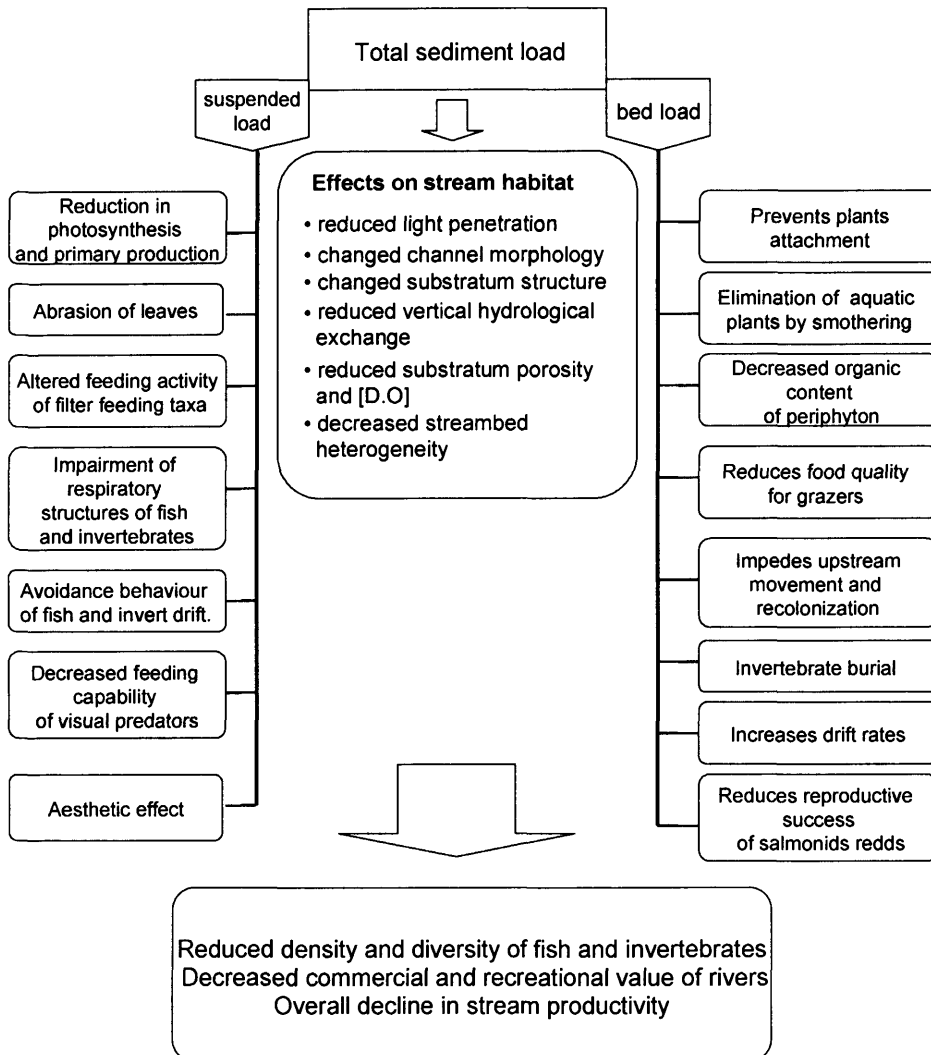 Total sediment load
suspended
load
bed load
Effects on stream habitat
• reduced light penetration
• changed channel morphology
• changed substratum structure
• reduced vertical hydrological
exchange
• reduced substratum porosity
and [D.O]
• decreased streambed
heterogeneity
Reduction in
photosynthesis
and primary production
Abrasion of leaves
Altered feeding activity
of filter feeding taxa
Impairment of
respiratory
structures of fish
and invertebrates
Avoidance behaviour
of fish and invert drift.
Decreased feeding
capability
of visual predators
Aesthetic effect
Prevents plants
attachment
Elimination of aquatic
plants by smothering
Decreased organic
content
of periphyton
Reduces food quality
for grazers
Impedes upstream
movement and
recolonization
Invertebrate burial
Increases drift rates
Reduces reproductive
success
of salmonids redds
Reduced density and diversity of fish and invertebrates
Decreased commercial and recreational value of rivers
Overall decline in stream productivity